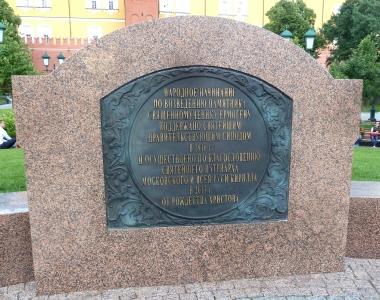 НАРОДНОЕ НАЧИНАНИЕ
ПО ВОЗВЕДЕНИЮ ПАМЯТНИКА
СВЯЩЕННОМУЧЕНИКУ ЕРМОГЕНУ
ПОДДЕРЖАНО СВЯТЕЙШИМ
ПРАВИТЕЛЬСТВУЮЩИМ СИНОДОМ
В
И ОСУЩЕСТВЛЕНО ПО БЛАГОСЛОВЕНИЮ
СВЯТЕЙШЕГО ПАТРИАРХА
МОСКОВСКОГО И ВСЕЯ РУСИ КИРИЛЛА
В
ОТ РОЖДЕСТВА ХРИСТОВА